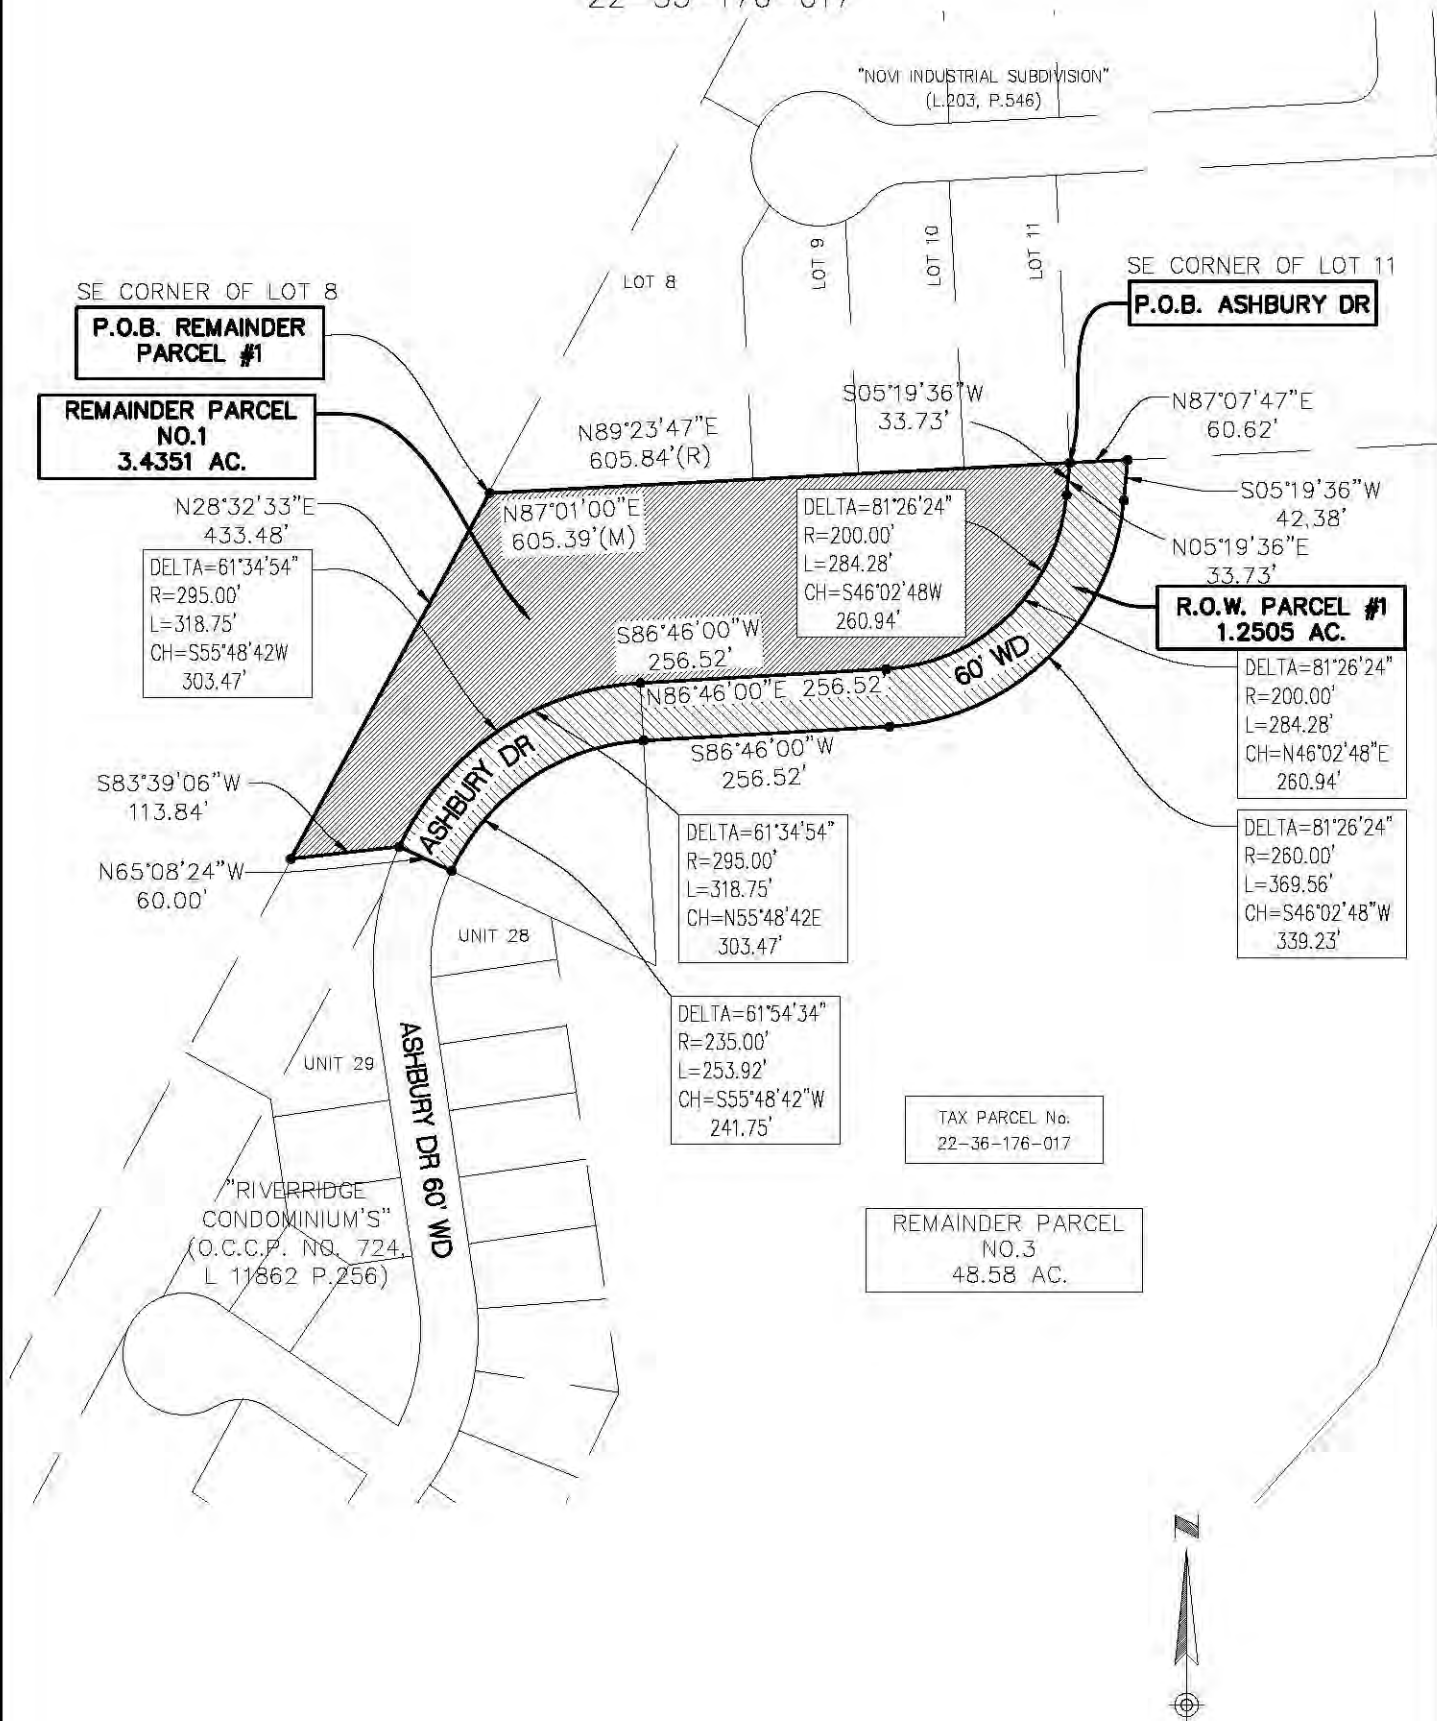 "NOVI INDUSTRIAL SUBDIVISION"
(L.203, P.546)
LOT 8
LOT 9
LOT 10
LOT 11
SE CORNER OF LOT 11
P.O.B. ASHBURY DR
SE CORNER OF LOT 8
P.O.B. REMAINDER
PARCEL #1
REMAINDER PARCEL
NO.1
3.4351 AC.
N89°23'47"E
605.84'(R)
S05°19'36"W
33.73'
N87°07'47"E
60.62'
N28°32'33"E
433.48'
N87°01'00"E
605.39'(M)
DELTA=81°26'24"
R=200.00'
L=284.28'
CH=S46°02'48W
260.94'
S05°19'36"W
42.38'
N05°19'36"E
33.73'
DELTA=61°34'54"
R=295.00'
L=318.75'
CH=S55°48'42W
303.47'
R.O.W. PARCEL #1
1.2505 AC.
S86°46'00"W
256.52'
N86°46'00"E 256.52'
60' WD
DELTA=81°26'24"
R=200.00'
L=284.28'
CH=N46°02'48"E
260.94'
S86°46'00"W
256.52'
ASHBURY DR
S83°39'06"W
113.84'
N65°08'24"W
60.00'
DELTA=61°34'54"
R=295.00'
L=318.75'
CH=N55°48'42E
303.47'
DELTA=81°26'24"
R=260.00'
L=369.56'
CH=S46°02'48"W
339.23'
UNIT 28
DELTA=61°54'34"
R=235.00'
L=253.92'
CH=S55°48'42"W
241.75'
UNIT 29
ASHBURY DR 60' WD
TAX PARCEL No.
22-36-176-017
"RIVERRIDGE
CONDOMINIUM'S"
(O.C.C.P. NO. 724,
L 11862 P.256)
REMAINDER PARCEL
NO.3
48.58 AC.
N